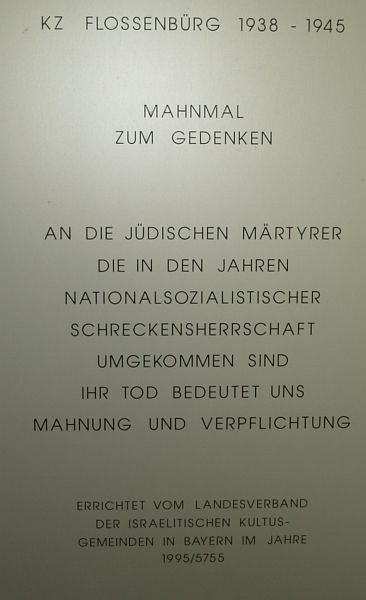 KZ FLOSSENBÜRG 1938 - 1945
MAHNMAL
ZUM GEDENKEN
AN DIE JÜDISCHEN MÄRTYRER
DIE IN DEN JAHREN
NATIONALSOZIALISTISCHER
SCHRECKENSHERRSCHAFT
UMGEKOMMEN SIND
IHR TOD BEDEUTET UNS
MAHNUNG UND VERPFLICHTUNG
ERRICHTET VOM LANDESVERBAND
DER ISRAELITISCHEN KULTUS-
GEMEINDEN IN BAYERN IM JAHRE
1995/5755